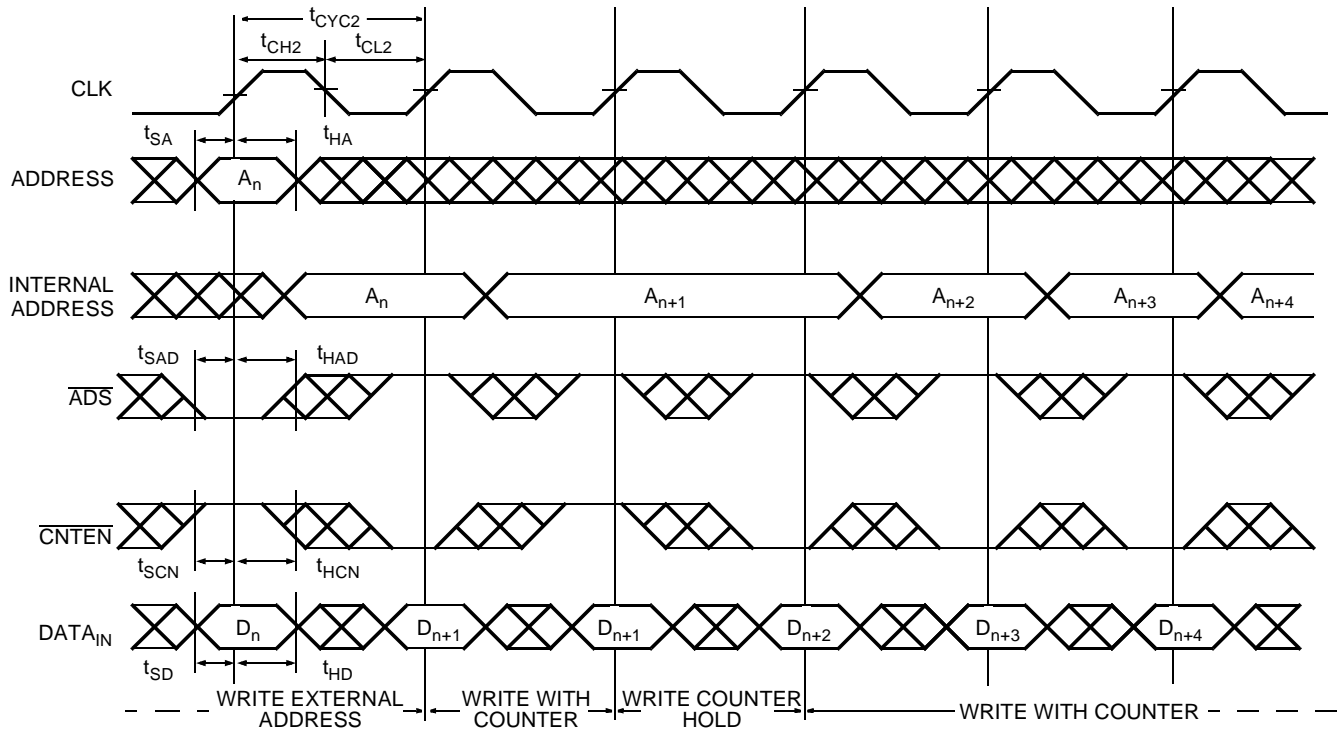 tCYC2
tCH2 tCL2
CLK
tSA tHA
ADDRESS An
INTERNAL
ADDRESS An An+1 An+2 An+3 An+4
tSAD tHAD
ADS
CNTEN
tSCN tHCN
DATAIN Dn Dn+1 Dn+1 Dn+2 Dn+3 Dn+4
tSD tHD
WRITE EXTERNAL
ADDRESS
WRITE WITH
COUNTER
WRITE COUNTER
HOLD
WRITE WITH COUNTER